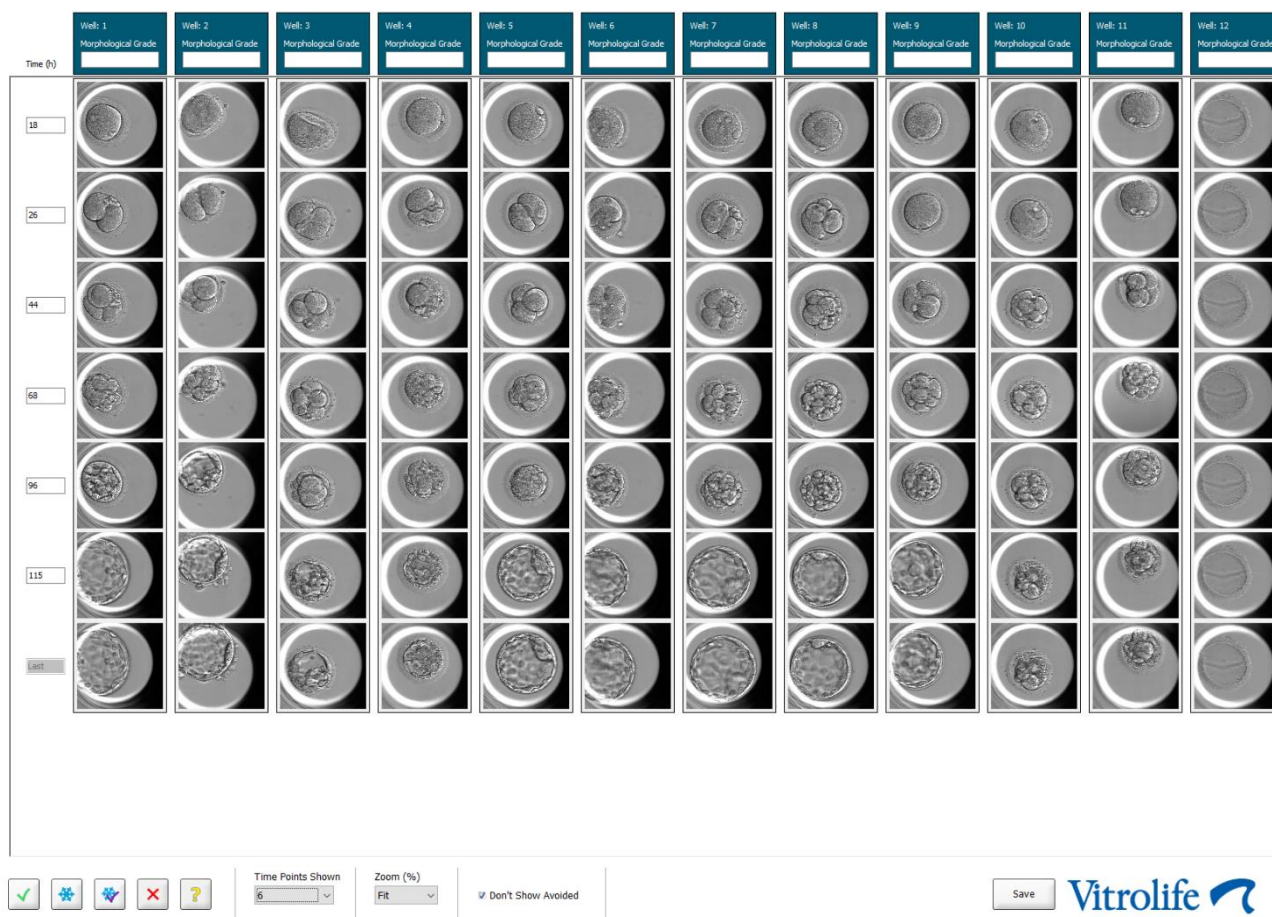 Well: 1 Well: 2 Well: 3 Well: 4 Well: 5 Well: 6 Well: 7 Well: 8 Well: 9 Well: 10 Well: 11 Well: 12
Morphological Grade Morphological Grade Morphological Grade Morphological Grade Morphological Grade Morphological Grade Morphological Grade Morphological Grade Morphological Grade Morphological Grade Morphological Grade Morphological Grade
Time (h)
18
26
44
68
96
115
Last
Time Points Shown Zoom (%)
6 Fit Don't Show Avoided Save Vitrolife